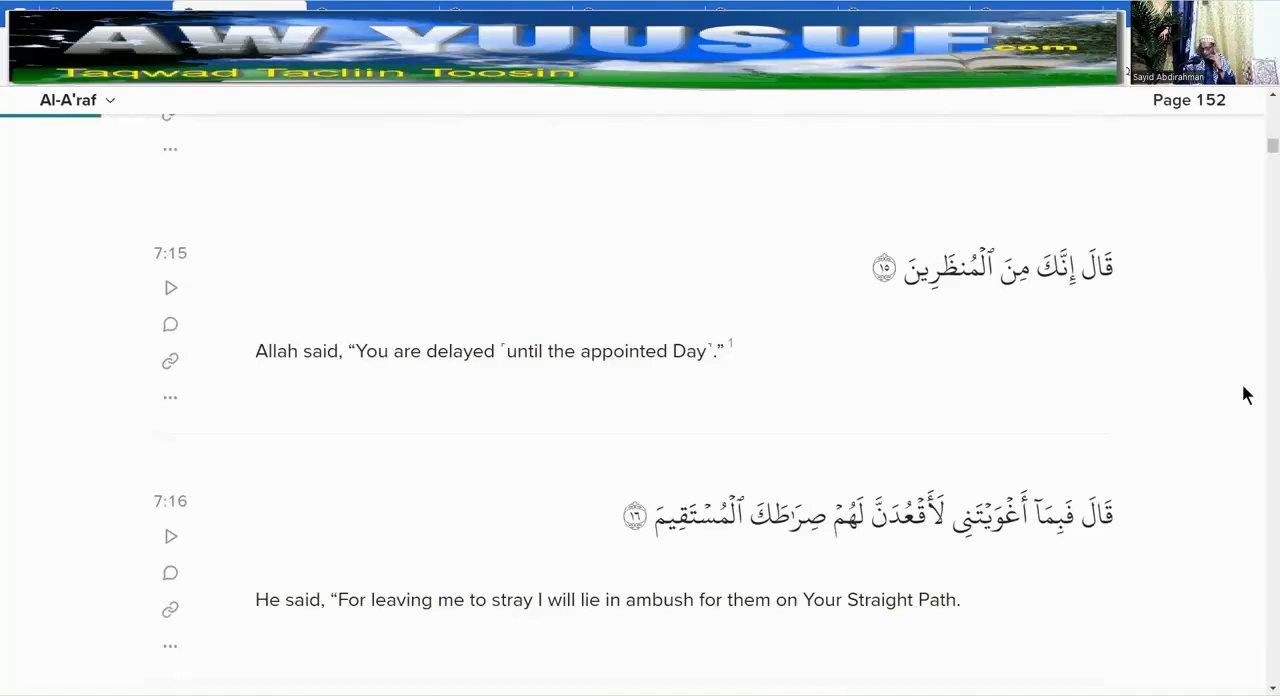 AW YUUSUF.com
Taqwad Tacliin Toosin
Sayid Abdirahman
Al-A'raf
Page 152
...
7:15
قَالَ إِنَّكَ مِنَ ٱلْمُنظَرِينَ ١٥
Allah said, “You are delayed ˹until the appointed Day˺.” 1
...
7:16
قَالَ فَبِمَآ أَغْوَيْتَنِى لَأَقْعُدَنَّ لَهُمْ صِرَٰطَكَ ٱلْمُسْتَقِيمَ ١٦
He said, “For leaving me to stray I will lie in ambush for them on Your Straight Path.
...